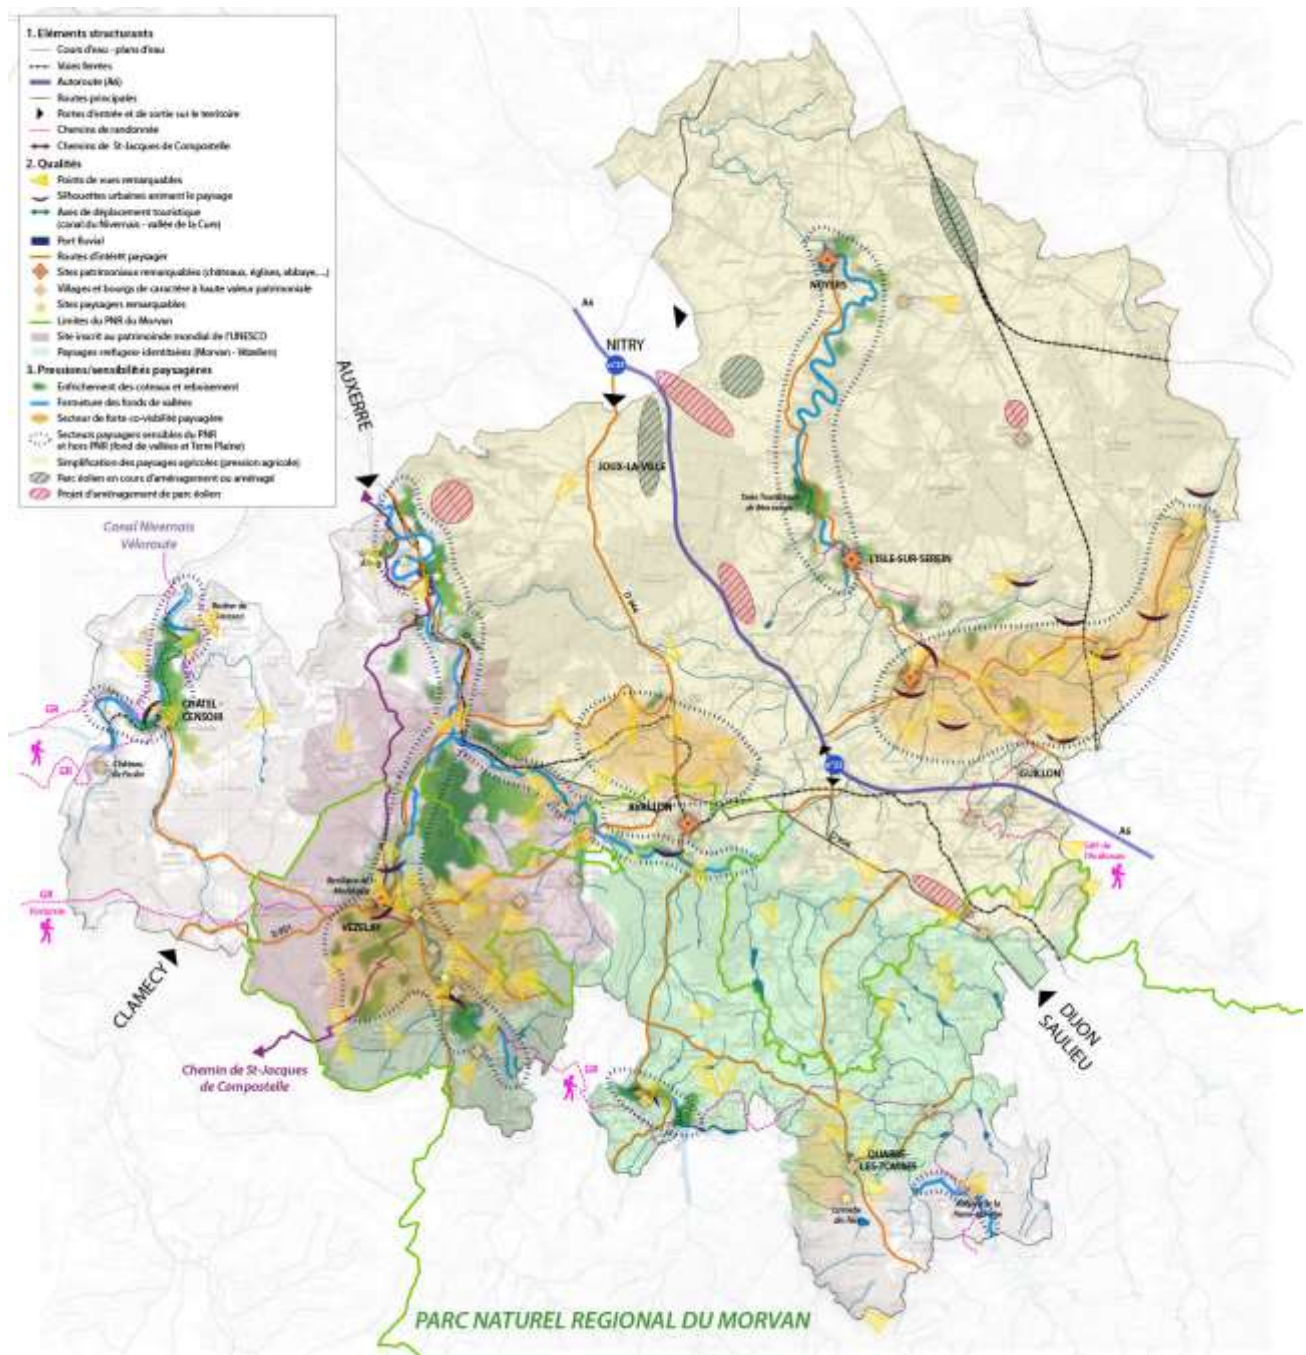 1. Eléments structurants
Cours d'eau - plans d'eau
Voies ferrées
Autoroute (A6)
Routes principales
Portes d'entrée et de sortie sur le territoire
Chemins de randonnée
Chemins de St-Jacques de Compostelle
2. Qualités
Points de vues remarquables
Silhouettes urbaines animant le paysage
Axes de déplacement touristique
(canal du Nivernais - vallée de la Cure)
Port fluvial
Routes d'intérêt paysager
Sites patrimoniaux remarquables (châteaux, églises, abbaye,...)
Villages et bourgs de caractère à haute valeur patrimoniale
Sites paysagers remarquables
Limites du PNR du Morvan
Site inscrit au patrimoinde mondial de l'UNESCO
Paysages «refuges» identitaires (Morvan -
3. Pressions/sensibilités paysagères
Enfrichement des coteaux et reboisement
Fermeture des fonds de vallées
Secteur de forte co-visibilité paysagère
Secteurs paysagers sensibles du PNR
et hors PNR (fond de vallées et Terre Plaine)
Simplification des paysages agricoles (pression agricole)
Parc éolien en cours d'aménagement ou aménagé
Projet d'aménagement de parc éolien
A6
NITRY
NOYERS
AUXERRE
JOUX-LA-VILLE
Canal Nivernais
Véloroute
L'ISLE-SUR-SEREIN
D 944
CHATEL-
CENSOIR
GR
GR
GUILLON
AVALLON
A6
GR
VEZELAY
D 951
CLAMECY
DIJON
SAULIEU
Chemin de St-Jacques
de Compostelle
GR
QUARRE-
LES-TOMBES
PARC NATUREL REGIONAL DU MORVAN